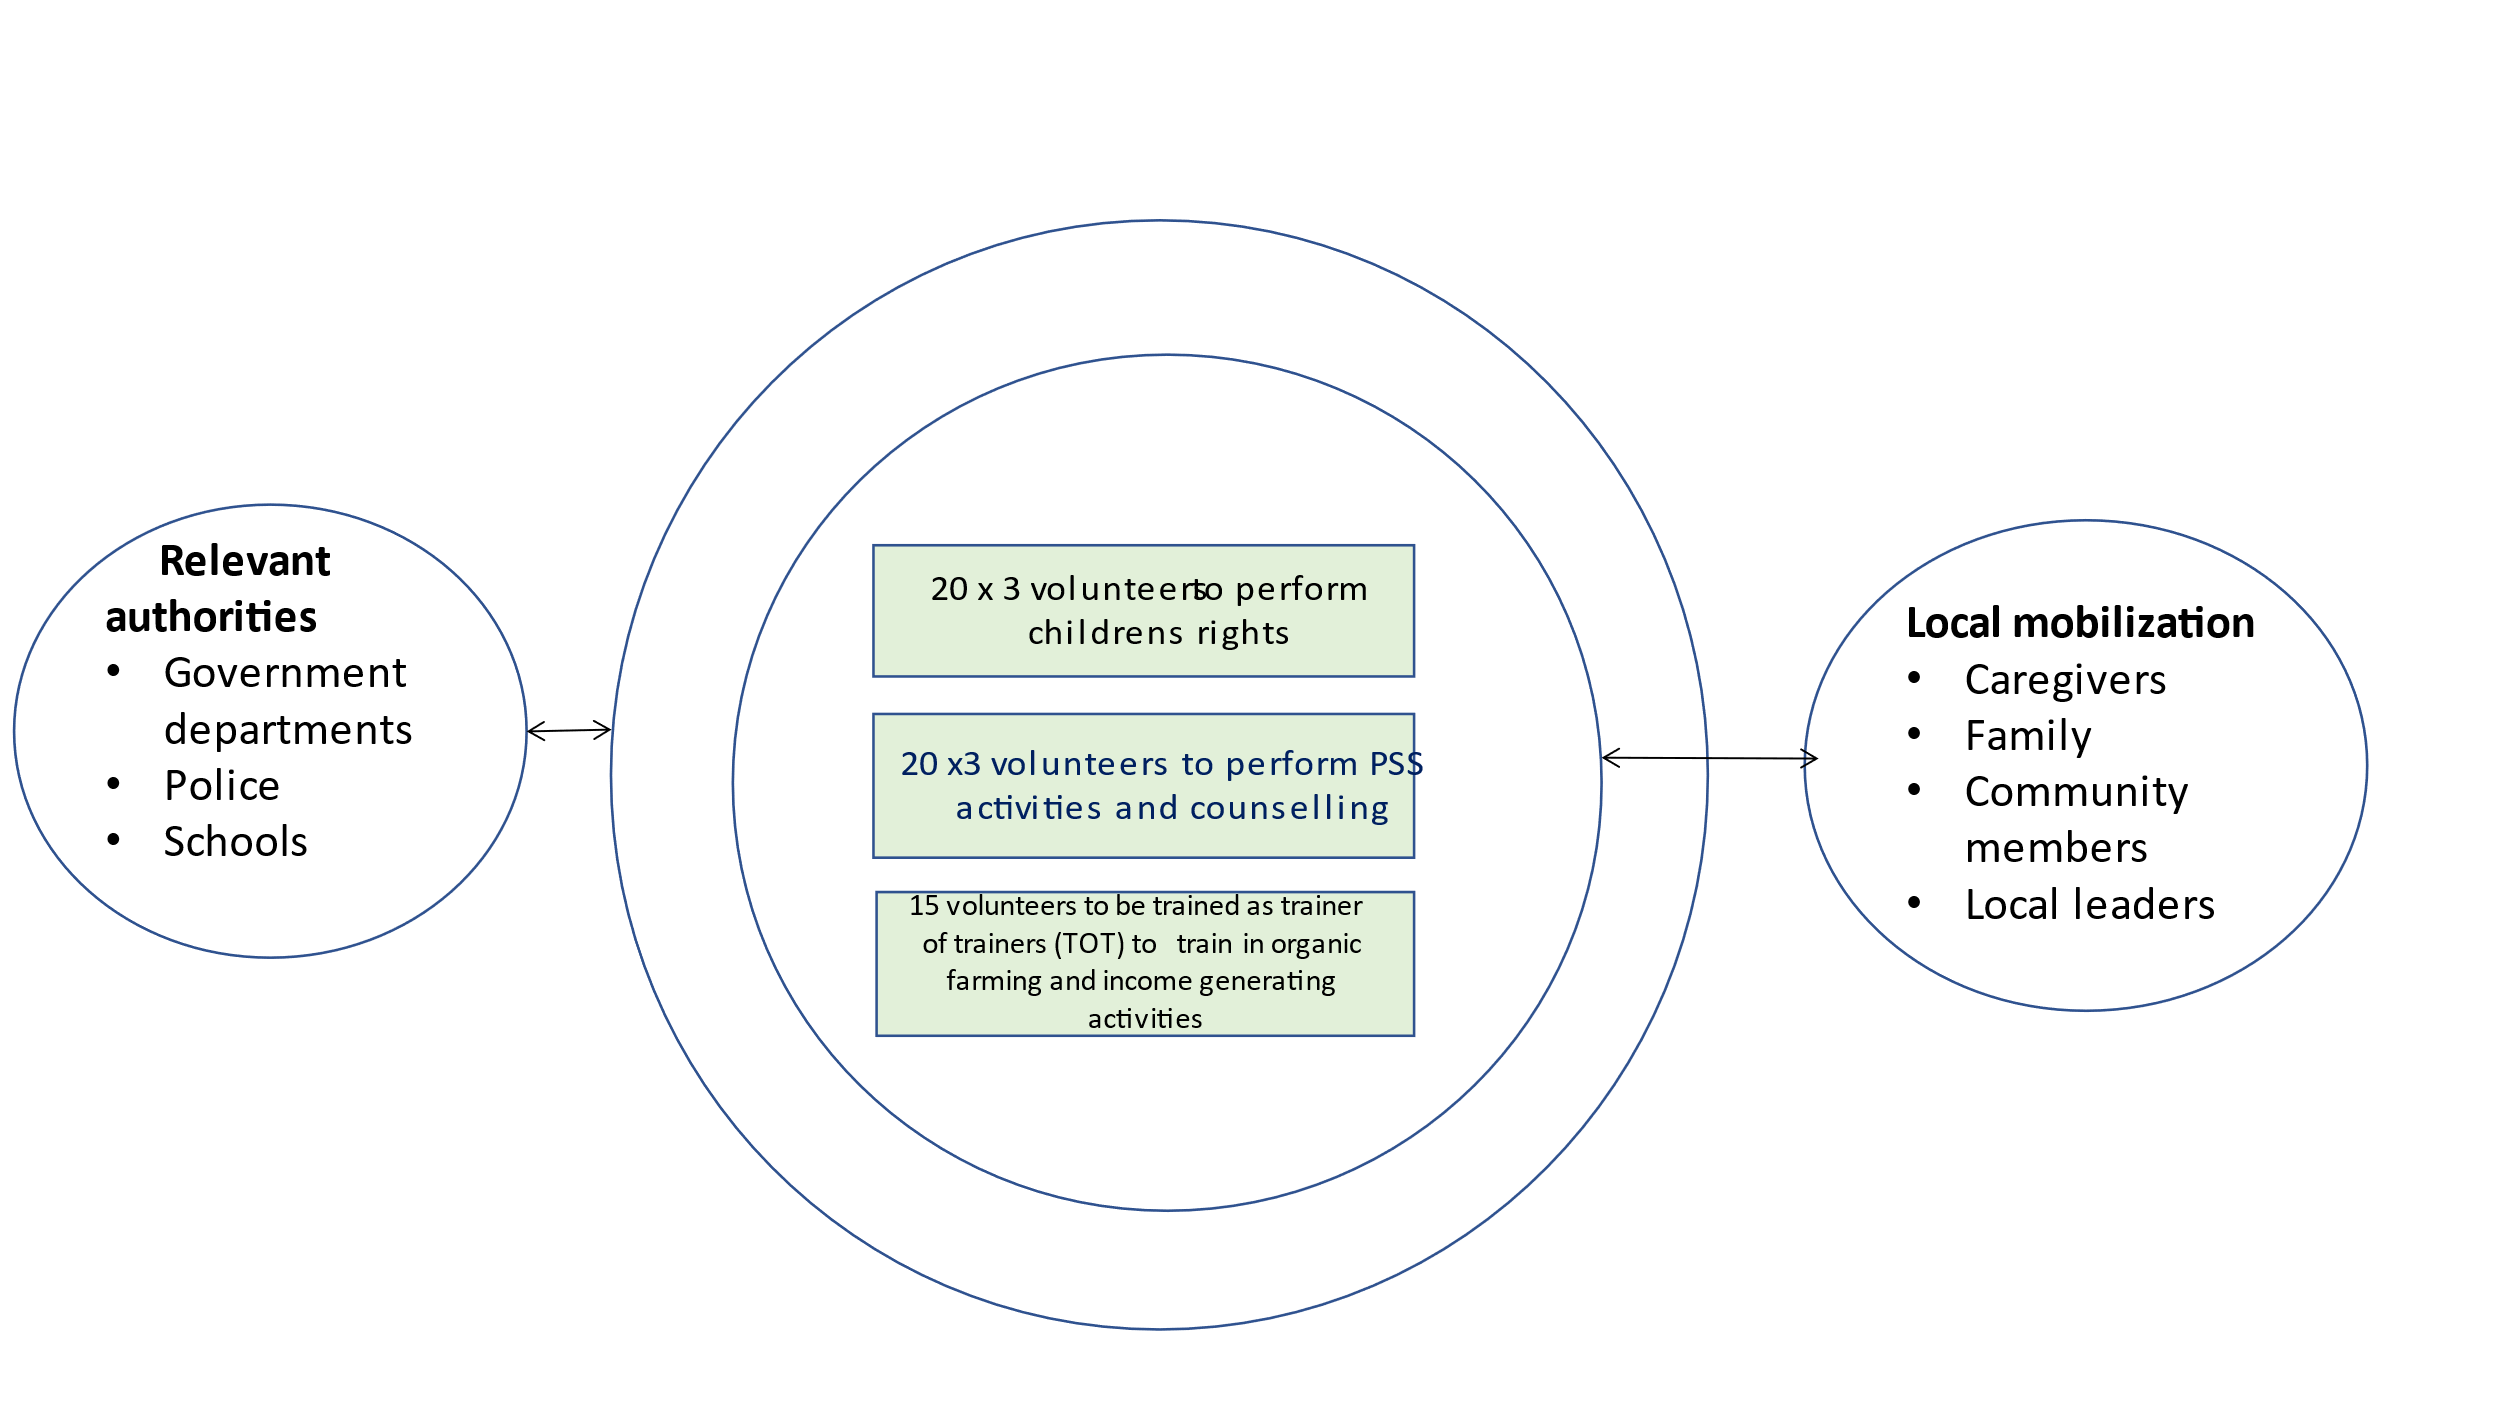 Relevant
authorities
• Government
departments
• Police
• Schools
20 x 3 volunteers to perform
childrens rights
20 x3 volunteers to perform PSS
activities and counselling
15 volunteers to be trained as trainer
of trainers (TOT) to train in organic
farming and income generating
activities
Local mobilization
• Caregivers
• Family
• Community
members
• Local leaders